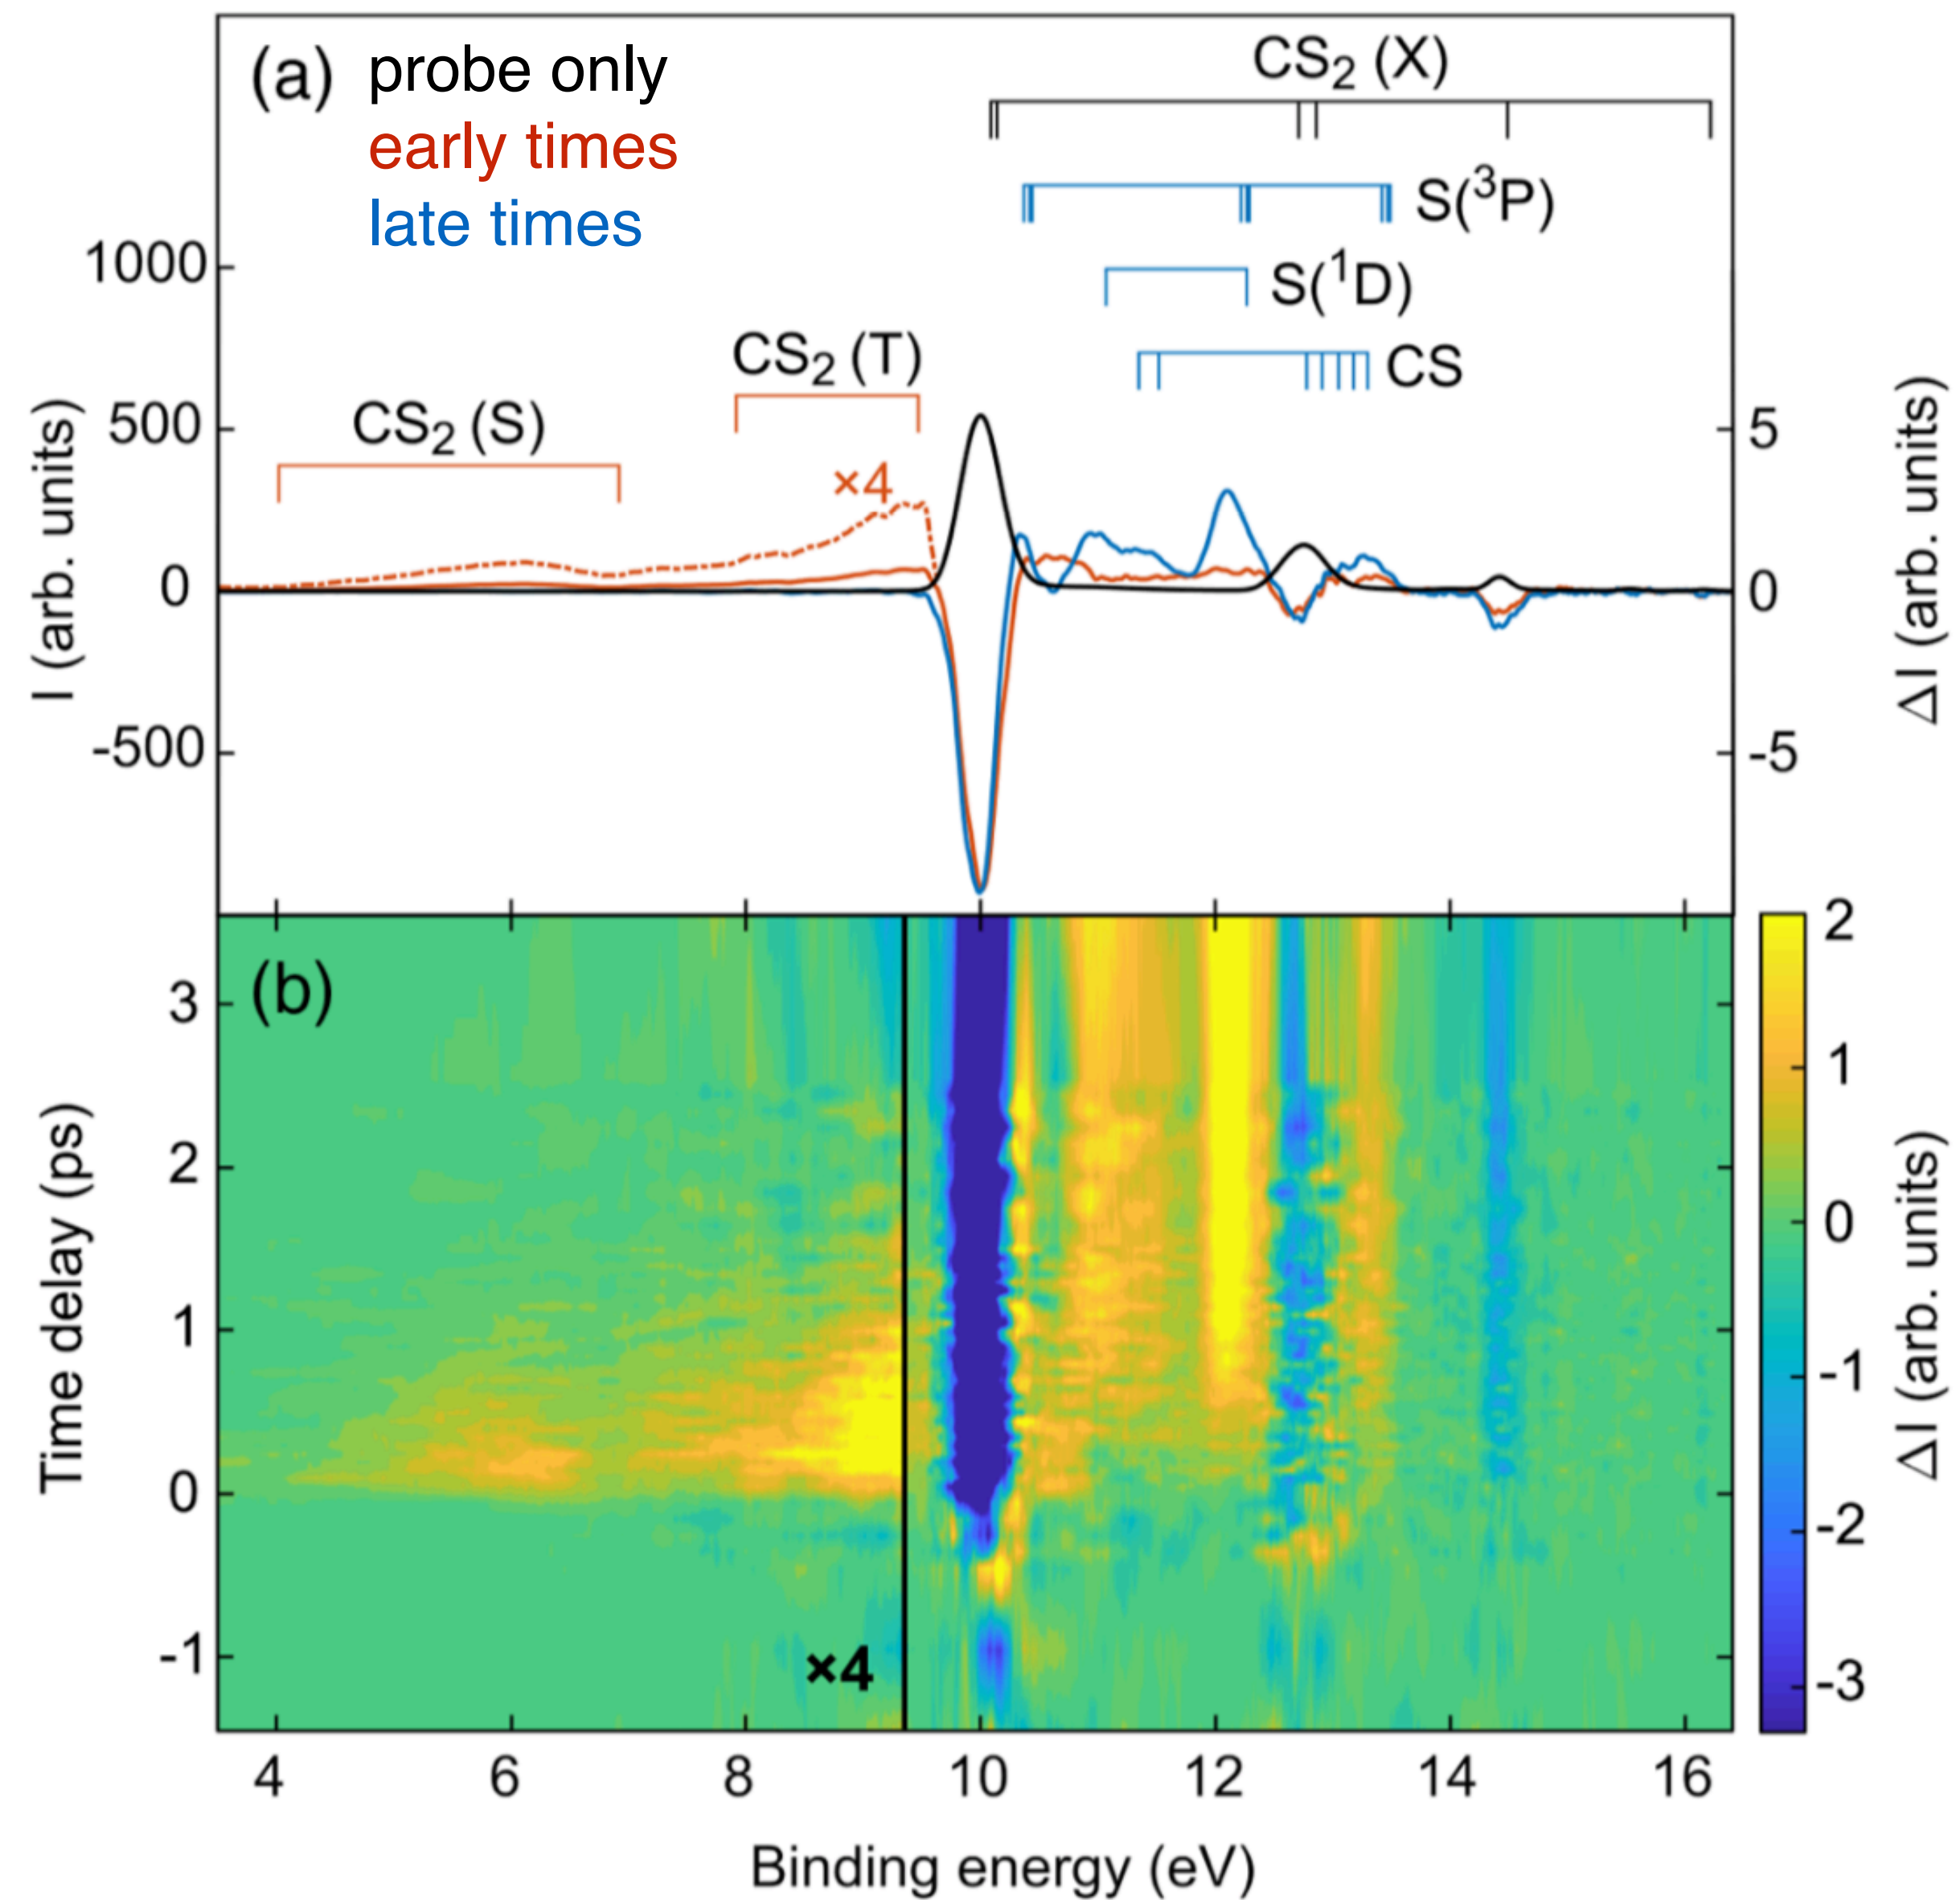 (a) probe only
early times
late times
CS₂ (X)
S(³P)
S(¹D)
CS
CS₂ (T)
CS₂ (S)
×4
1000
500
0
-500
I (arb. units)
5
0
-5
ΔI (arb. units)
(b)
3
2
1
0
-1
Time delay (ps)
×4
2
1
0
-1
-2
-3
ΔI (arb. units)
4 6 8 10 12 14 16
Binding energy (eV)